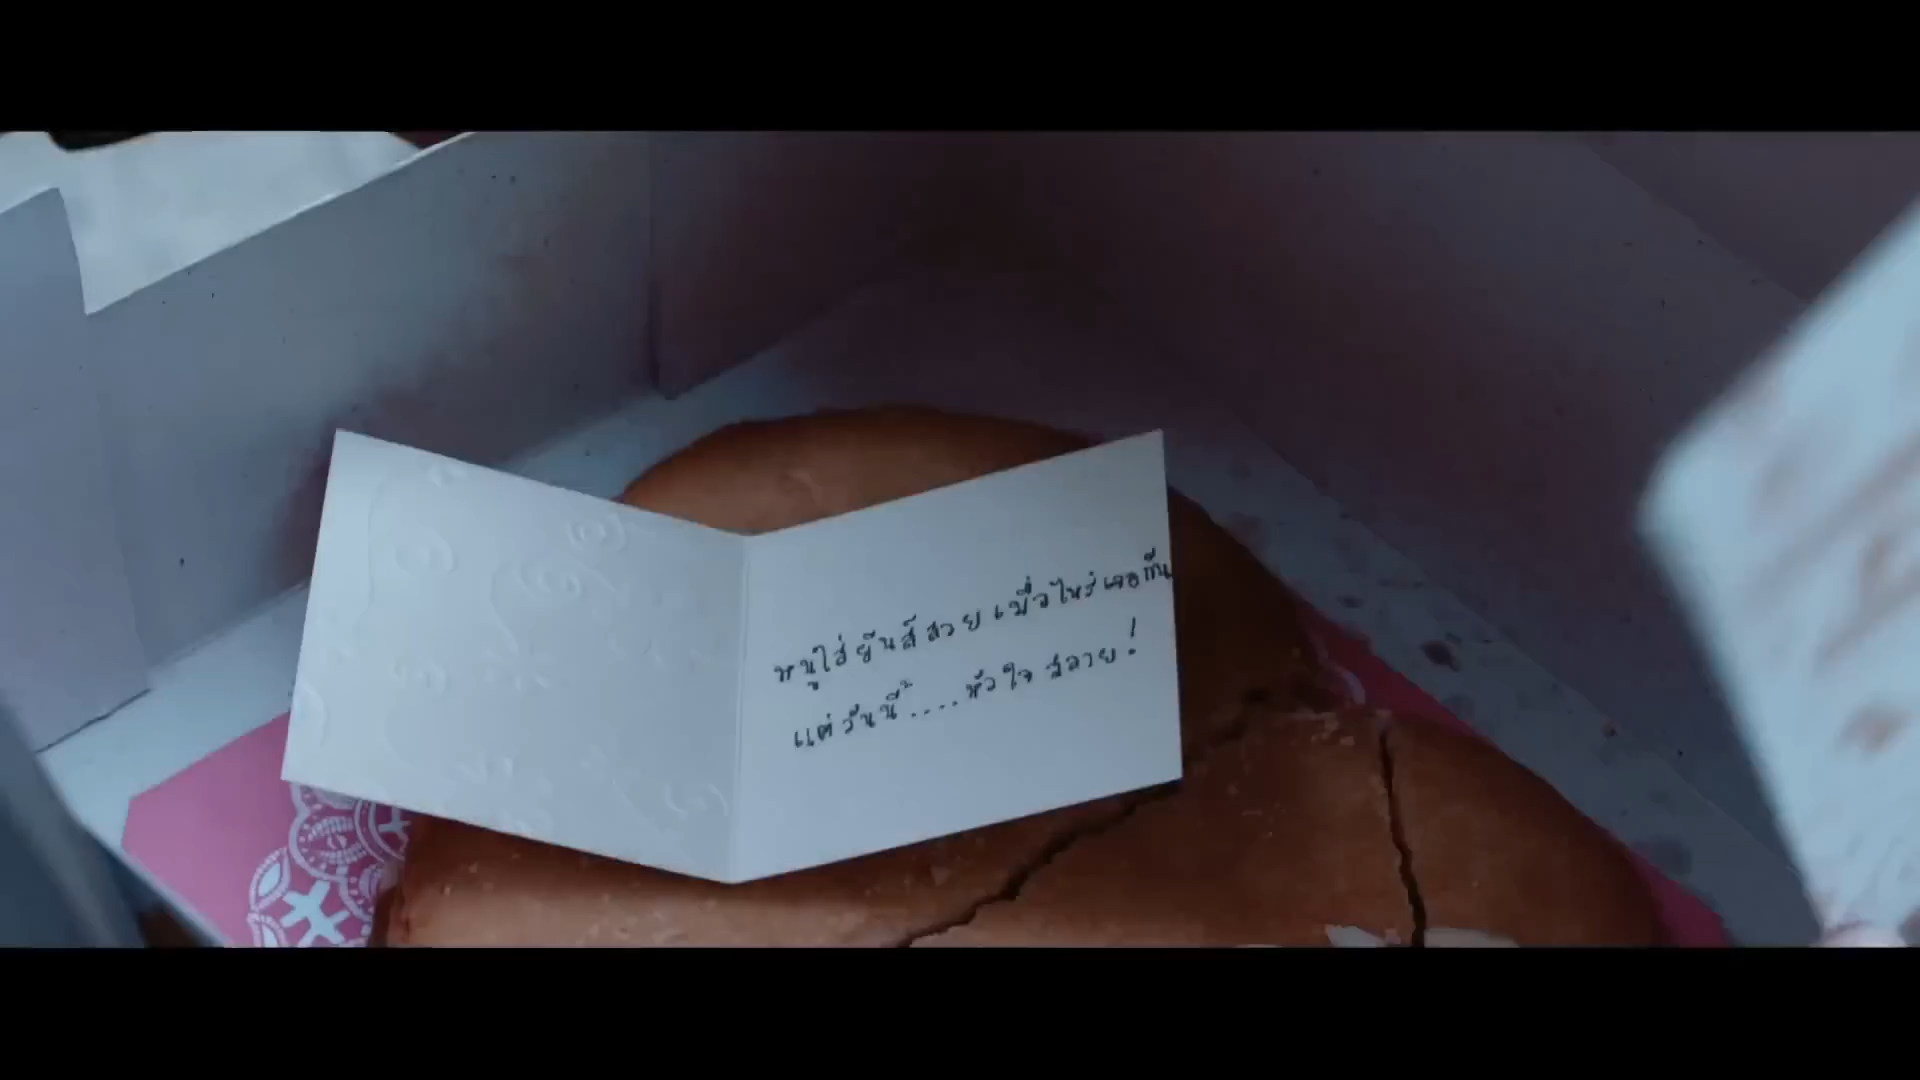 หนูใส่ยีนส์สวย เมื่อไหร่เจอกัน
แต่วันนี้....หัวใจ สลาย!